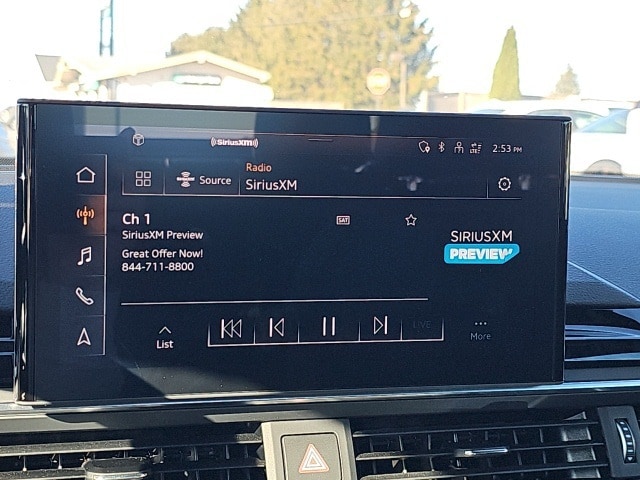 ((SiriusXM))
LTE
2:53 PM
Radio
Source
SiriusXM
Ch 1
SAT
SiriusXM Preview
Great Offer Now!
844-711-8800
SIRIUSXM
PREVIEW
LIVE
List
More